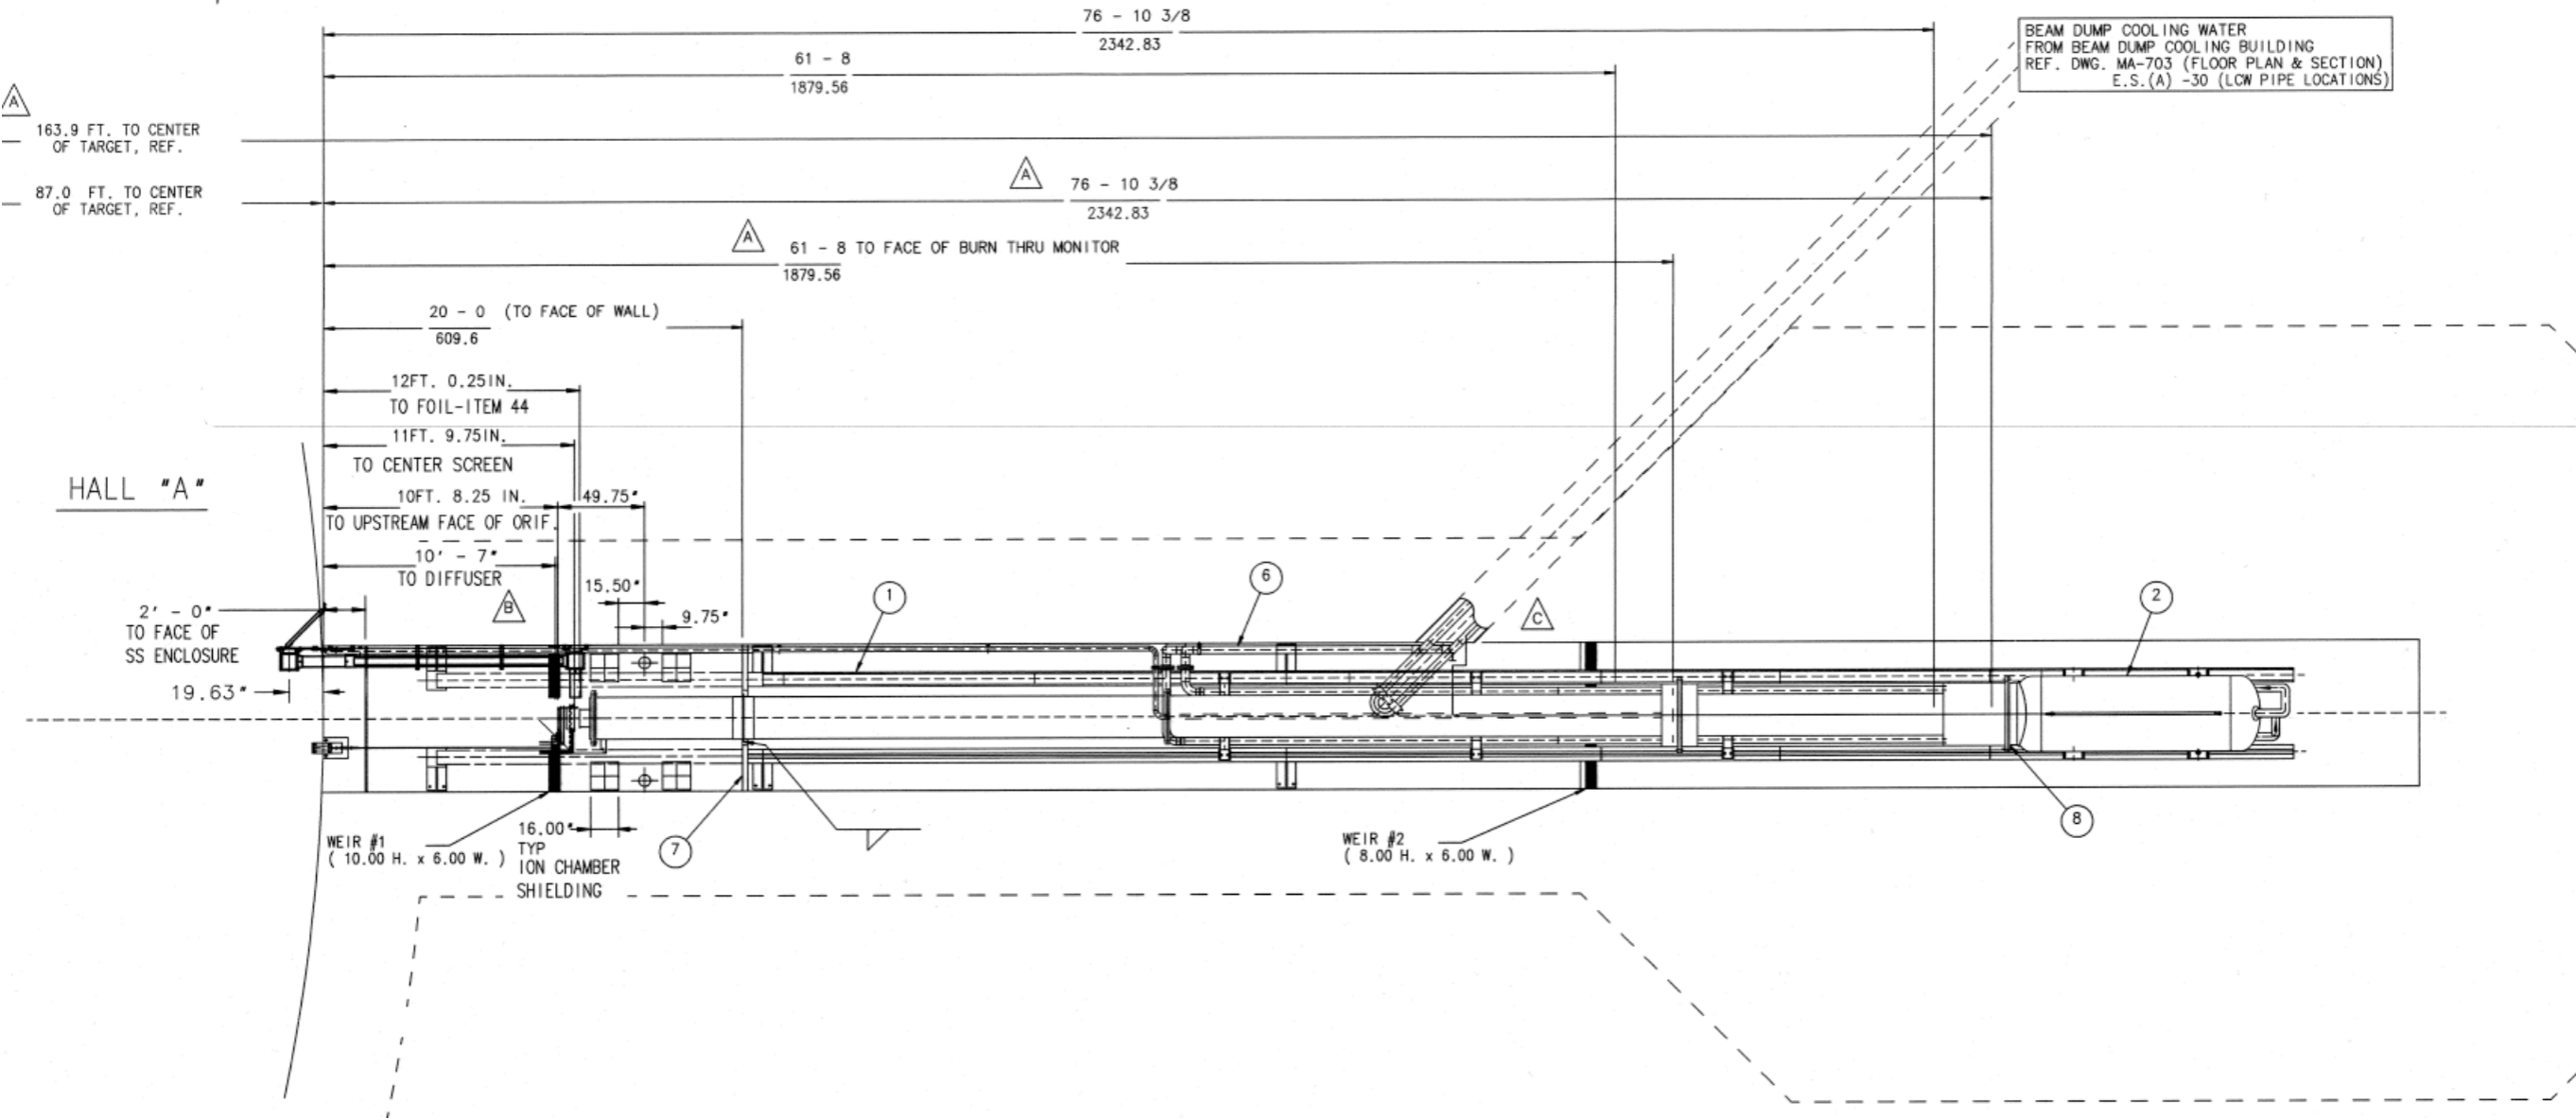 76 - 10 3/8
2342.83
61 - 8
1879.56
BEAM DUMP COOLING WATER
FROM BEAM DUMP COOLING BUILDING
REF. DWG. MA-703 (FLOOR PLAN & SECTION)
E.S.(A) -30 (LCW PIPE LOCATIONS)
A
163.9 FT. TO CENTER
OF TARGET, REF.
87.0 FT. TO CENTER
OF TARGET, REF.
A
76 - 10 3/8
2342.83
A
61 - 8 TO FACE OF BURN THRU MONITOR
1879.56
20 - 0 (TO FACE OF WALL)
609.6
12FT. 0.25IN.
TO FOIL-ITEM 44
11FT. 9.75IN.
TO CENTER SCREEN
HALL "A"
10FT. 8.25 IN.
TO UPSTREAM FACE OF ORIF.
49.75"
10' - 7"
TO DIFFUSER
15.50"
9.75"
B
1
6
C
2
2' - 0"
TO FACE OF
SS ENCLOSURE
19.63"
WEIR #1
( 10.00 H. x 6.00 W. )
16.00"
TYP
ION CHAMBER
SHIELDING
7
WEIR #2
( 8.00 H. x 6.00 W. )
8